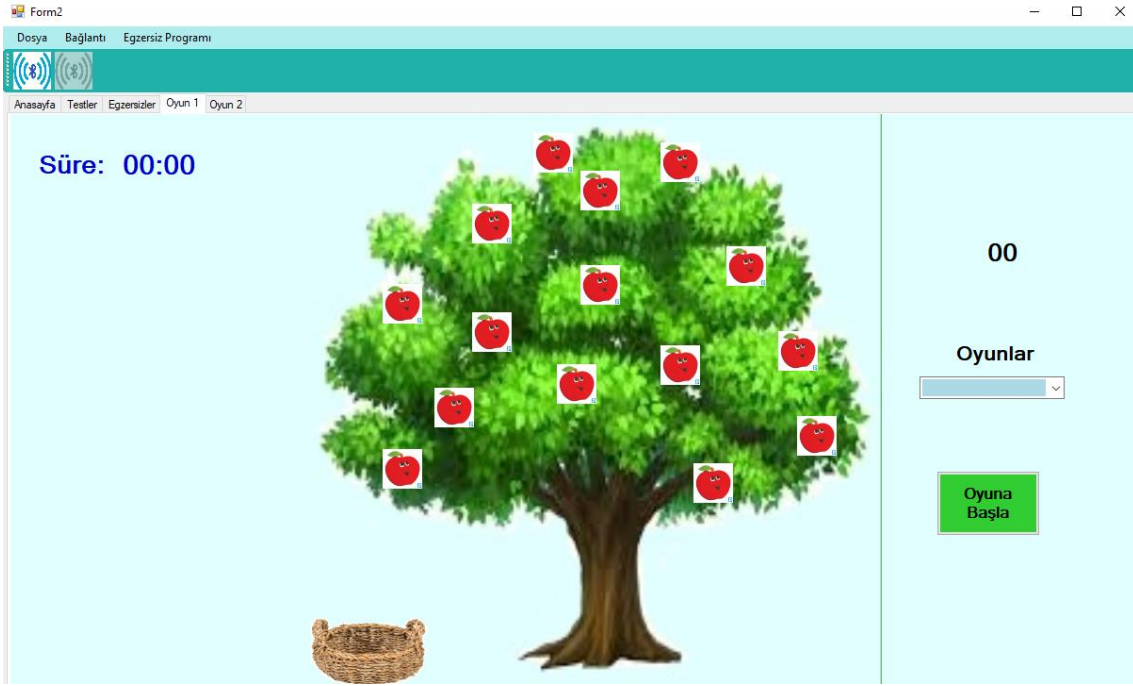 Form2
Dosya Bağlantı Egzersiz Programı
Anasayfa Testler Egzersizler Oyun 1 Oyun 2
Süre: 00:00
00
Oyunlar
Oyuna
Başla